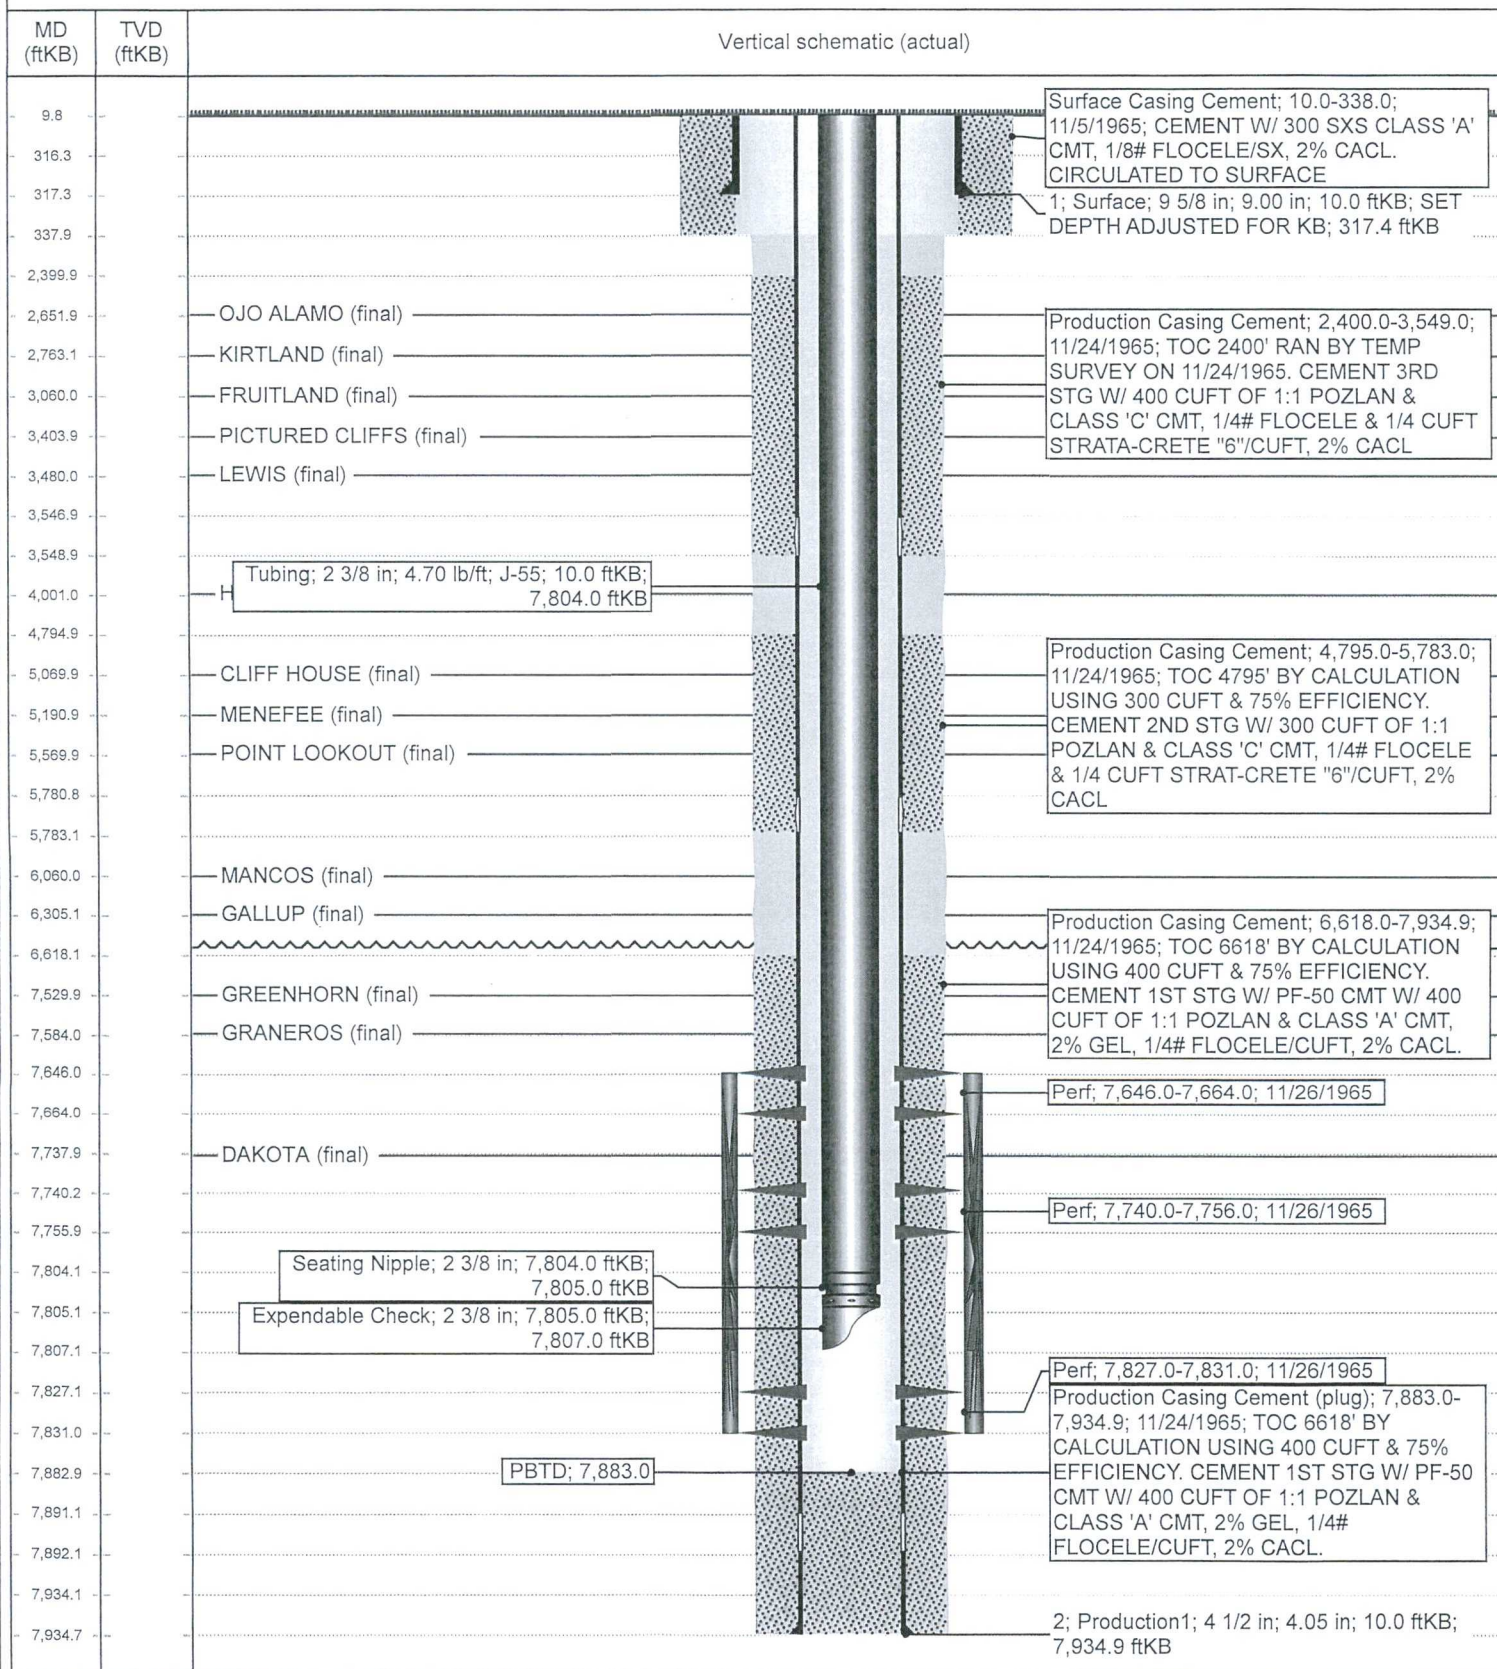 MD
(ftKB)
TVD
(ftKB)
Vertical schematic (actual)
9.8
316.3
317.3
337.9
2,399.9
2,651.9
2,763.1
3,060.0
3,403.9
3,480.0
3,546.9
3,548.9
4,001.0
4,794.9
5,069.9
5,190.9
5,569.9
5,780.8
5,783.1
6,060.0
6,305.1
6,618.1
7,529.9
7,584.0
7,646.0
7,664.0
7,737.9
7,740.2
7,755.9
7,804.1
7,805.1
7,807.1
7,827.1
7,831.0
7,882.9
7,891.1
7,892.1
7,934.1
7,934.7
OJO ALAMO (final)
KIRTLAND (final)
FRUITLAND (final)
PICTURED CLIFFS (final)
LEWIS (final)
Tubing; 2 3/8 in; 4.70 lb/ft; J-55; 10.0 ftKB;
7,804.0 ftKB
H
CLIFF HOUSE (final)
MENEFEE (final)
POINT LOOKOUT (final)
MANCOS (final)
GALLUP (final)
GREENHORN (final)
GRANEROS (final)
DAKOTA (final)
Seating Nipple; 2 3/8 in; 7,804.0 ftKB;
7,805.0 ftKB
Expendable Check; 2 3/8 in; 7,805.0 ftKB;
7,807.0 ftKB
PBTD; 7,883.0
Surface Casing Cement; 10.0-338.0;
11/5/1965; CEMENT W/ 300 SXS CLASS 'A'
CMT, 1/8# FLOCELE/SX, 2% CACL.
CIRCULATED TO SURFACE
1; Surface; 9 5/8 in; 9.00 in; 10.0 ftKB; SET
DEPTH ADJUSTED FOR KB; 317.4 ftKB
Production Casing Cement; 2,400.0-3,549.0;
11/24/1965; TOC 2400' RAN BY TEMP
SURVEY ON 11/24/1965. CEMENT 3RD
STG W/ 400 CUFT OF 1:1 POZLAN &
CLASS 'C' CMT, 1/4# FLOCELE & 1/4 CUFT
STRATA-CRETE "6"/CUFT, 2% CACL
Production Casing Cement; 4,795.0-5,783.0;
11/24/1965; TOC 4795' BY CALCULATION
USING 300 CUFT & 75% EFFICIENCY.
CEMENT 2ND STG W/ 300 CUFT OF 1:1
POZLAN & CLASS 'C' CMT, 1/4# FLOCELE
& 1/4 CUFT STRAT-CRETE "6"/CUFT, 2%
CACL
Production Casing Cement; 6,618.0-7,934.9;
11/24/1965; TOC 6618' BY CALCULATION
USING 400 CUFT & 75% EFFICIENCY.
CEMENT 1ST STG W/ PF-50 CMT W/ 400
CUFT OF 1:1 POZLAN & CLASS 'A' CMT,
2% GEL, 1/4# FLOCELE/CUFT, 2% CACL.
Perf; 7,646.0-7,664.0; 11/26/1965
Perf; 7,740.0-7,756.0; 11/26/1965
Perf; 7,827.0-7,831.0; 11/26/1965
Production Casing Cement (plug); 7,883.0-
7,934.9; 11/24/1965; TOC 6618' BY
CALCULATION USING 400 CUFT & 75%
EFFICIENCY. CEMENT 1ST STG W/ PF-50
CMT W/ 400 CUFT OF 1:1 POZLAN &
CLASS 'A' CMT, 2% GEL, 1/4#
FLOCELE/CUFT, 2% CACL.
2; Production1; 4 1/2 in; 4.05 in; 10.0 ftKB;
7,934.9 ftKB